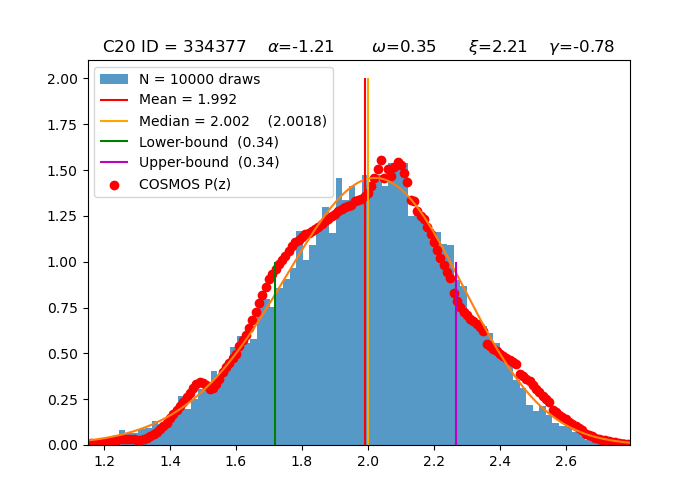 C20 ID = 334377 α=-1.21 ω=0.35 ξ=2.21 γ=-0.78
2.00
1.75
1.50
1.25
1.00
0.75
0.50
0.25
0.00
N = 10000 draws
Mean = 1.992
Median = 2.002 (2.0018)
Lower-bound (0.34)
Upper-bound (0.34)
COSMOS P(z)
1.2 1.4 1.6 1.8 2.0 2.2 2.4 2.6